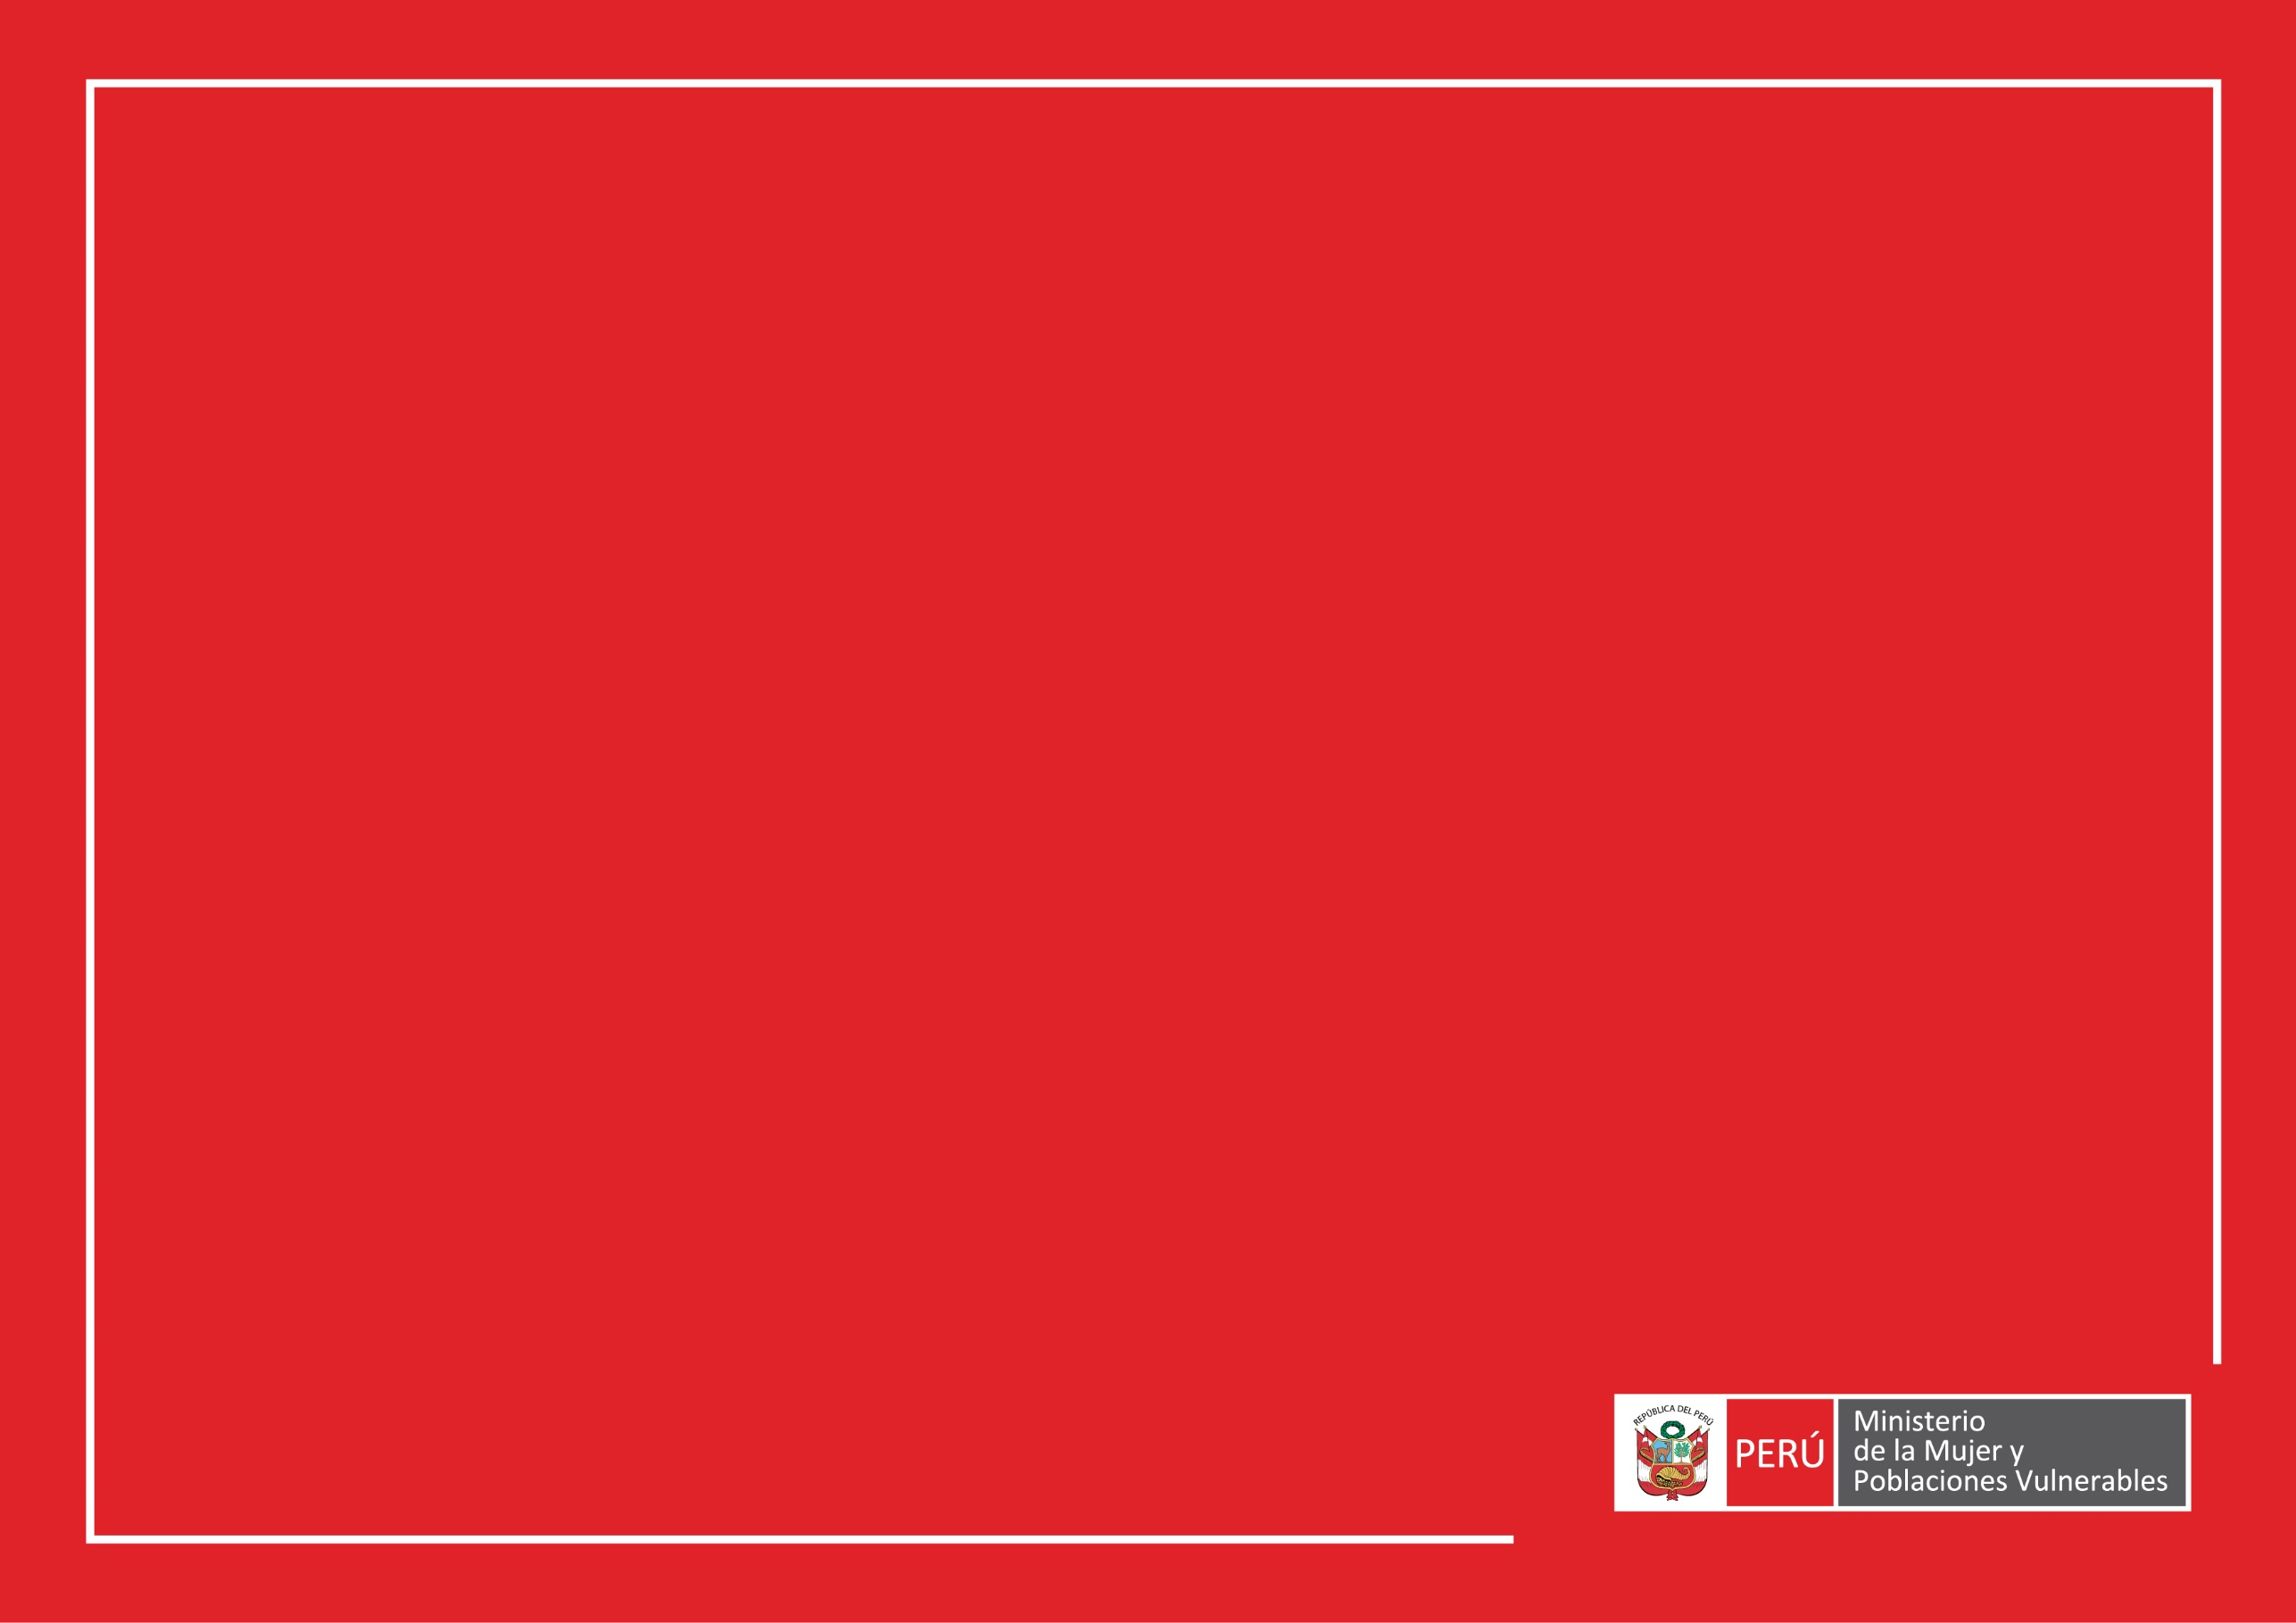 REPÚBLICA DEL PERÚ
PERÚ
Ministerio
de la Mujer y
Poblaciones Vulnerables